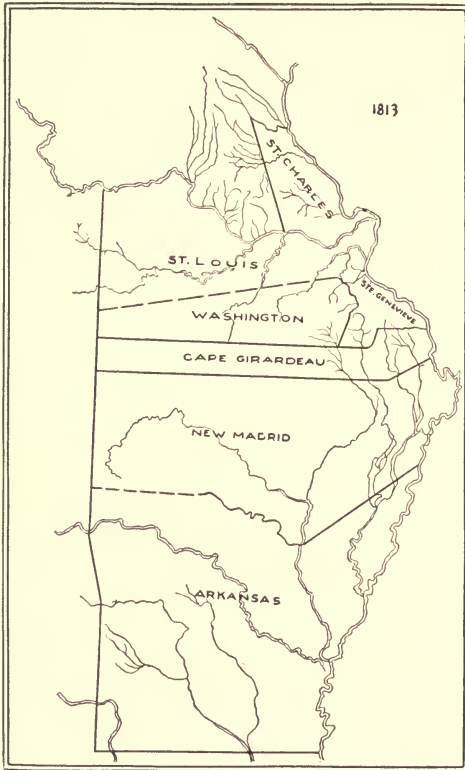 1813
ST. CHARLES
ST. LOUIS
STE. GENEVIEVE
WASHINGTON
CAPE GIRARDEAU
NEW MADRID
ARKANSAS